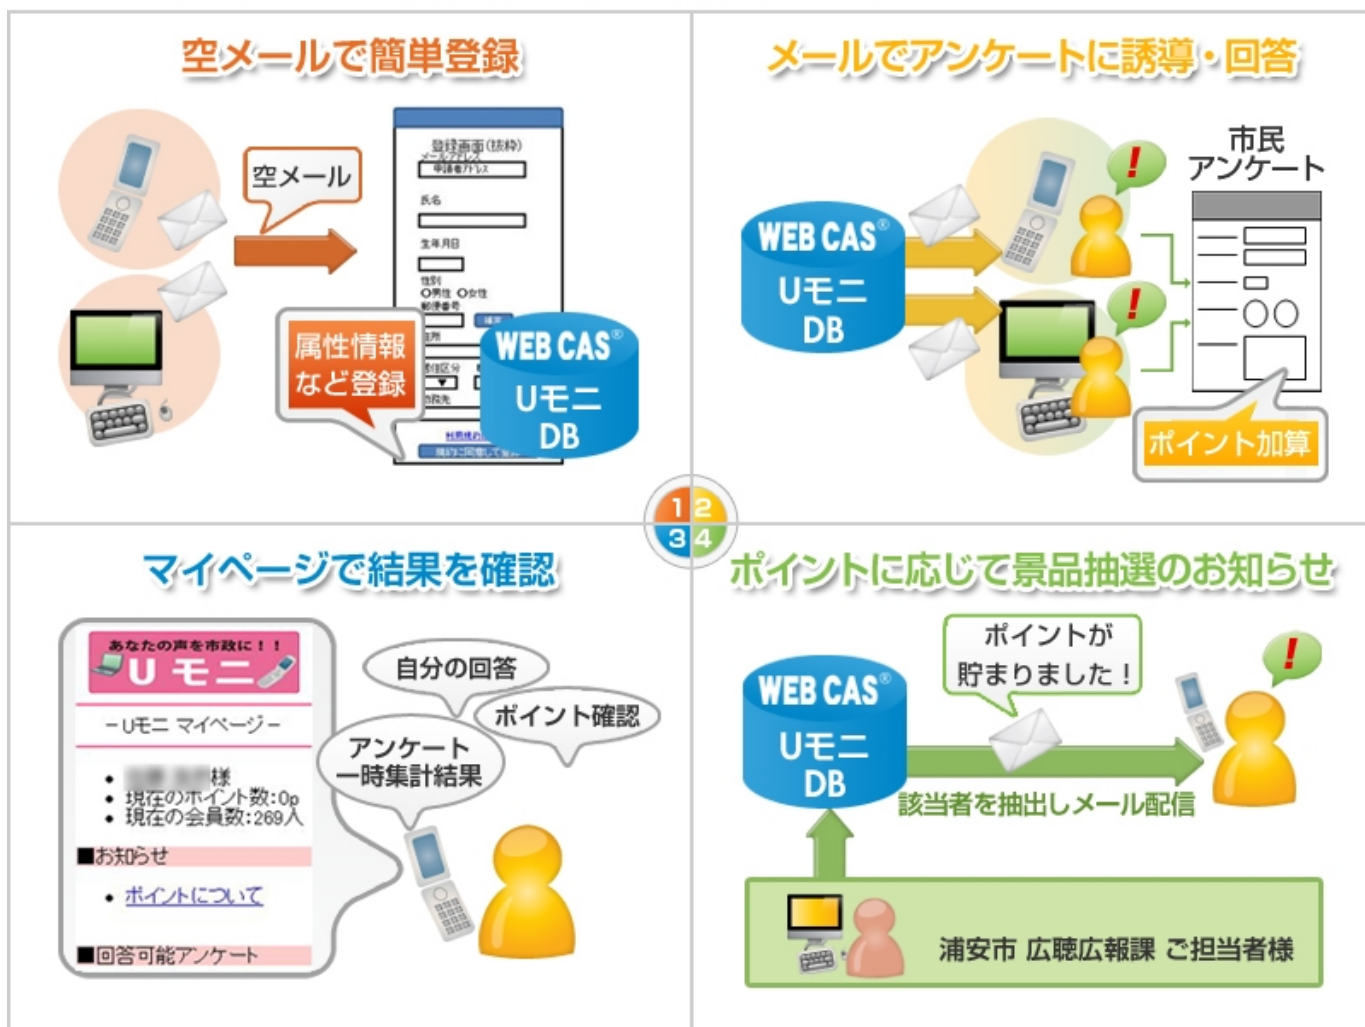 空メールで簡単登録
空メール
登録画面(抜粋)
メールアドレス
申請者アドレス
氏名
生年月日
性別
男性 女性
郵便番号
属性情報
など登録
WEB CAS®
Uモニ
DB
メールでアンケートに誘導・回答
WEB CAS®
Uモニ
DB
!
!
市民
アンケート
ポイント加算
1 2
3 4
マイページで結果を確認
あなたの声を市政に!!
Uモニ
-Uモニ マイページ-
様
現在のポイント数:0p
現在の会員数:269人
■お知らせ
ポイントについて
■回答可能アンケート
自分の回答
ポイント確認
アンケート
一時集計結果
ポイントに応じて景品抽選のお知らせ
ポイントが
貯まりました!
!
WEB CAS®
Uモニ
DB
該当者を抽出しメール配信
浦安市 広聴広報課 ご担当者様